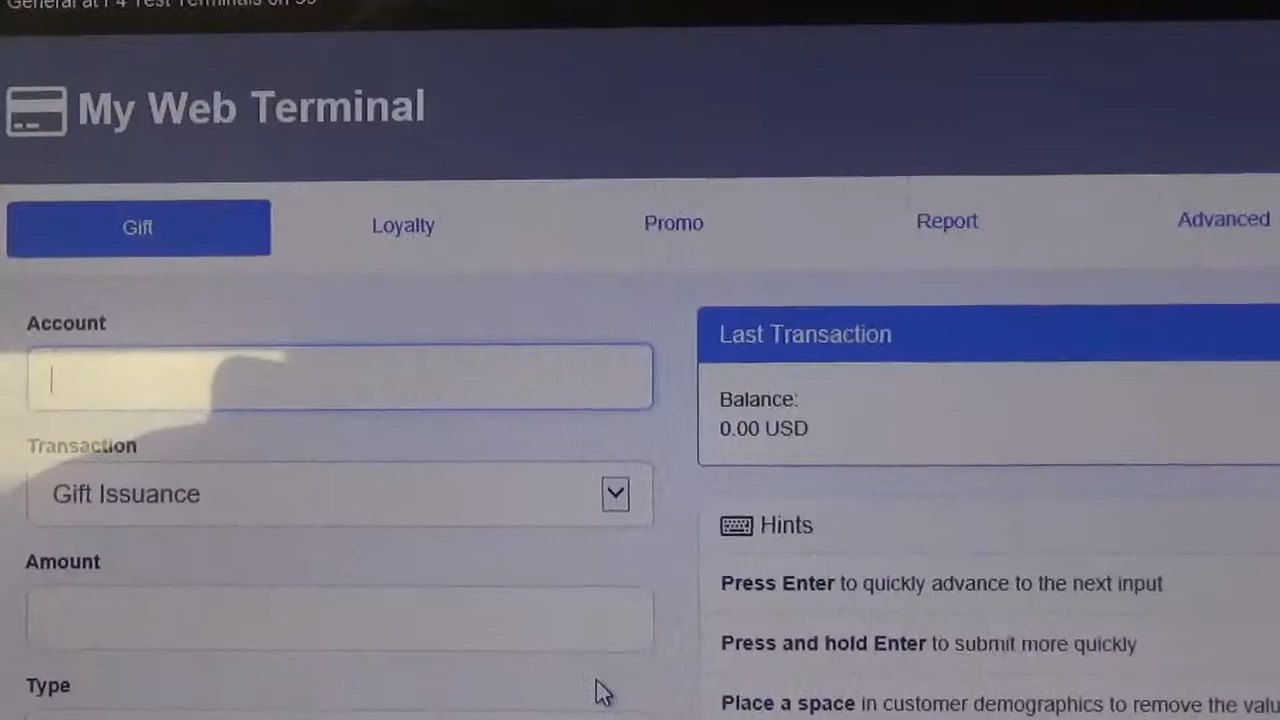 My Web Terminal
Gift
Loyalty
Promo
Report
Advanced
Account
Last Transaction
Balance:
0.00 USD
Transaction
Gift Issuance
Hints
Amount
Press Enter to quickly advance to the next input
Press and hold Enter to submit more quickly
Type
Place a space in customer demographics to remove the